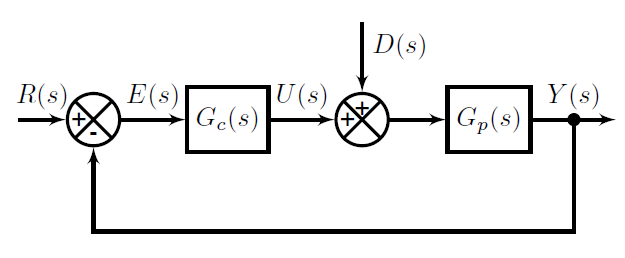 D(s)
R(s) E(s) U(s) Y(s)
+ - G_c(s) + + G_p(s)